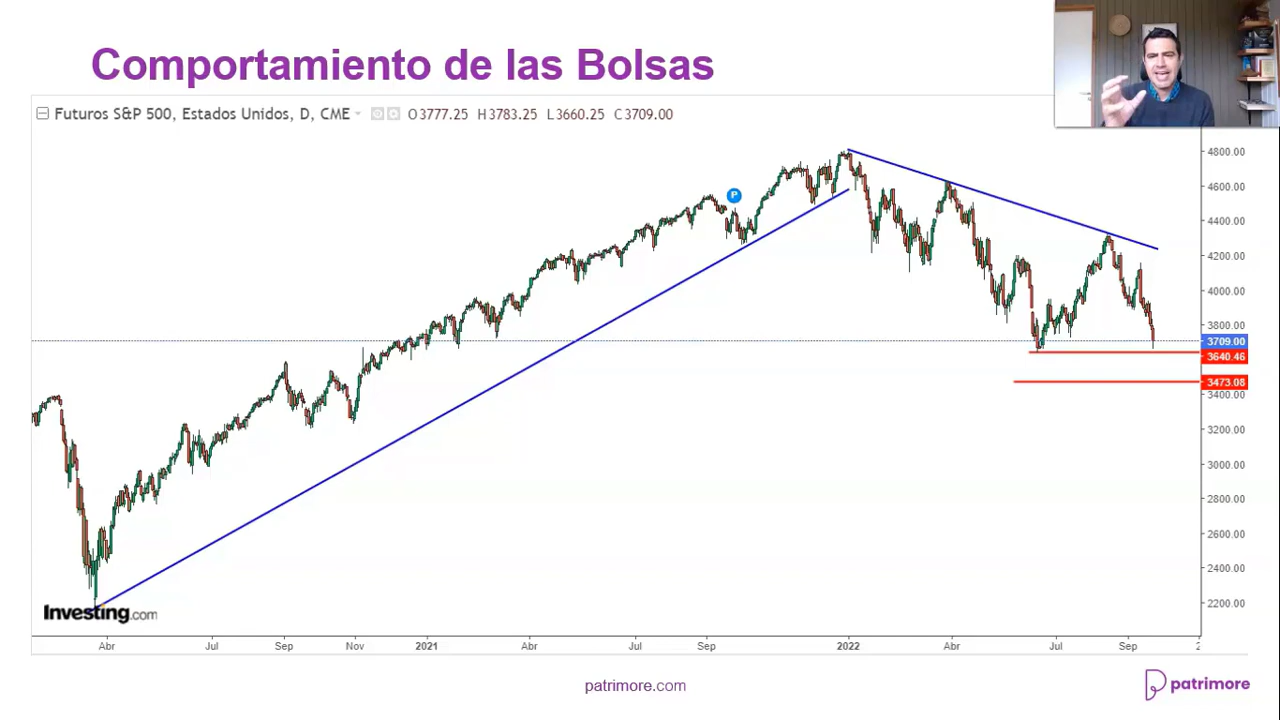 Comportamiento de las Bolsas
Futuros S&P 500, Estados Unidos, D, CME O3777.25 H3783.25 L3660.25 C3709.00
P
4800.00
4600.00
4400.00
4200.00
4000.00
3800.00
3709.00
3640.46
3473.08
3400.00
3200.00
3000.00
2800.00
2600.00
2400.00
2200.00
Investing.com
Abr Jul Sep Nov 2021 Abr Jul Sep 2022 Abr Jul Sep 2
patrimore.com
patrimore